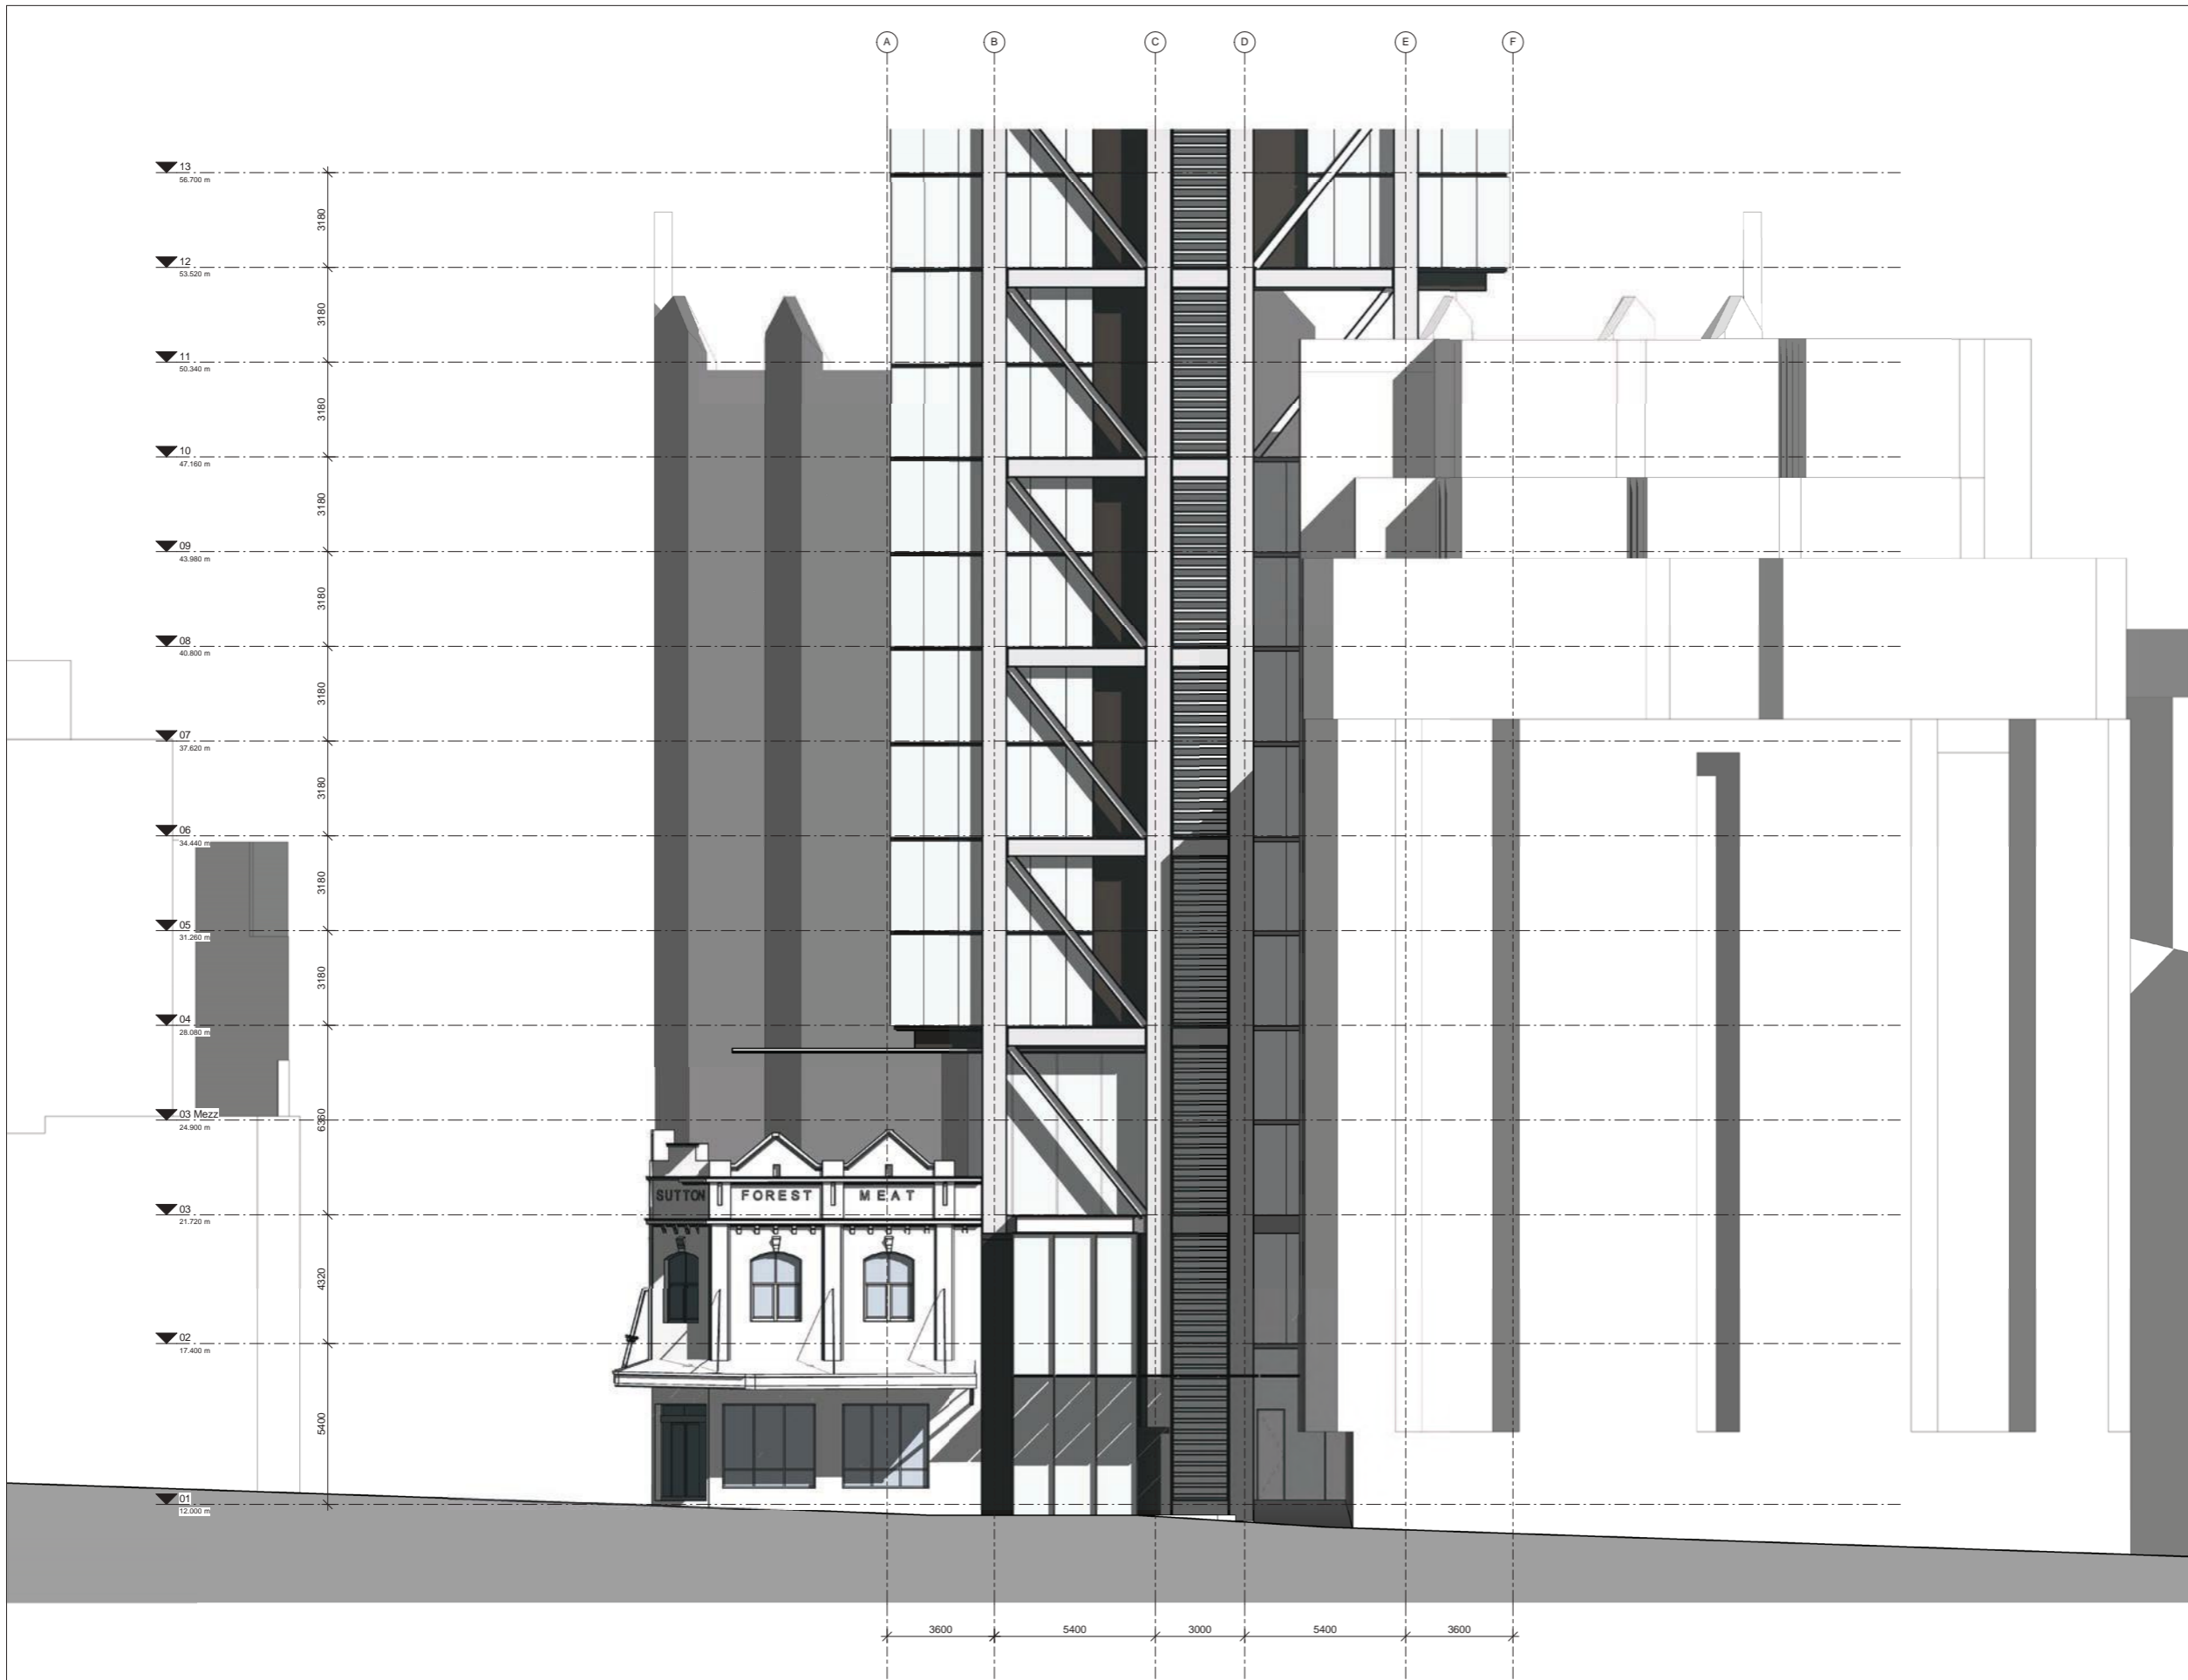 A B C D E F
13
56.700 m
3180
12
53.520 m
3180
11
50.340 m
3180
10
47.160 m
3180
09
43.980 m
3180
08
40.800 m
3180
07
37.620 m
3180
06
34.440 m
3180
05
31.260 m
3180
04
28.080 m
03 Mezz
24.900 m
6360
SUTTON FOREST MEAT
03
21.720 m
4320
02
17.400 m
5400
01
12.000 m
3600 5400 3000 5400 3600